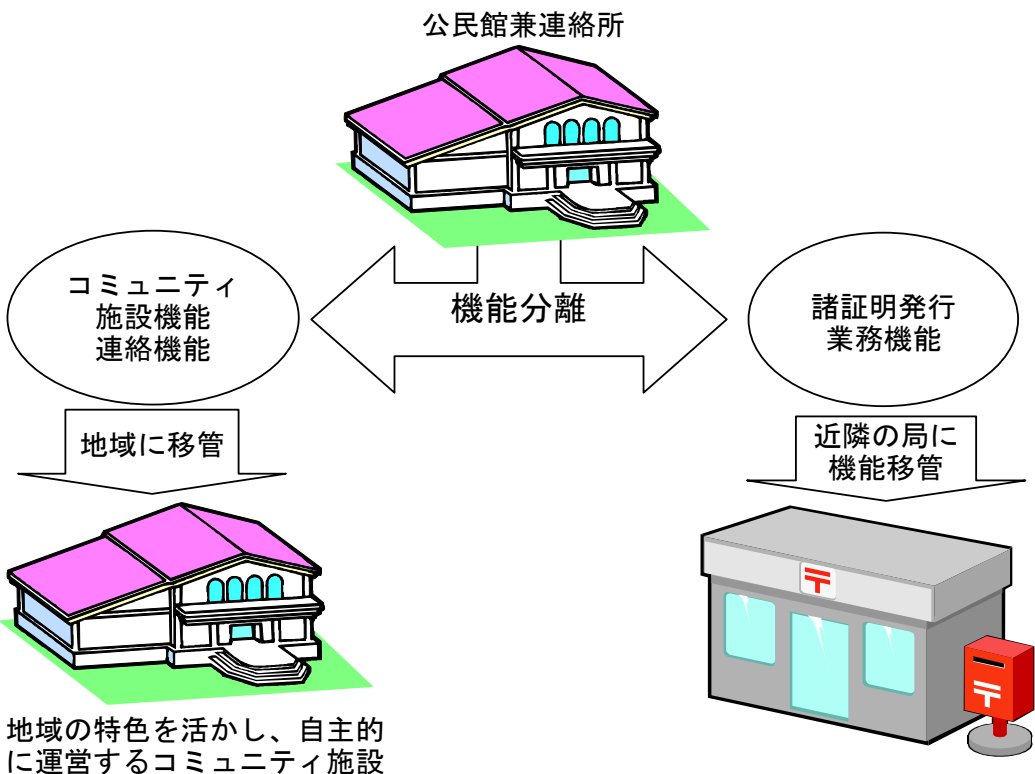 公民館兼連絡所
機能分離
コミュニティ
施設機能
連絡機能
諸証明発行
業務機能
地域に移管
近隣の局に
機能移管
〒
〒
地域の特色を活かし、自主的
に運営するコミュニティ施設